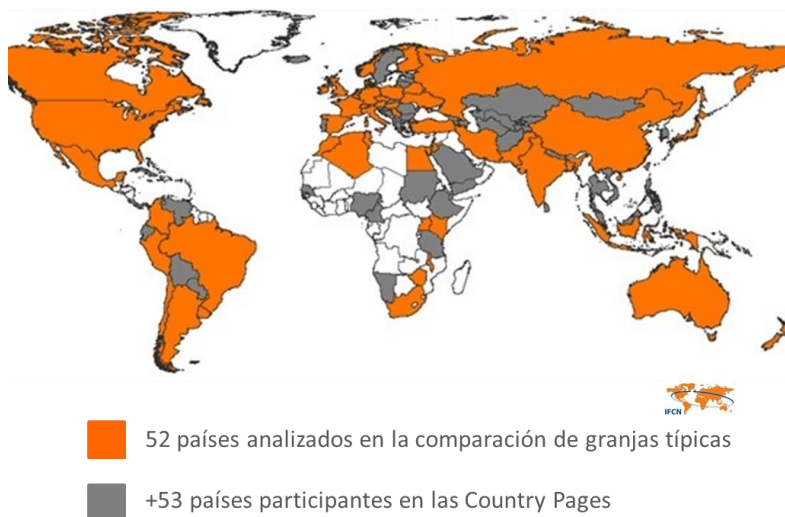 IFCN
52 países analizados en la comparación de granjas típicas
+53 países participantes en las Country Pages